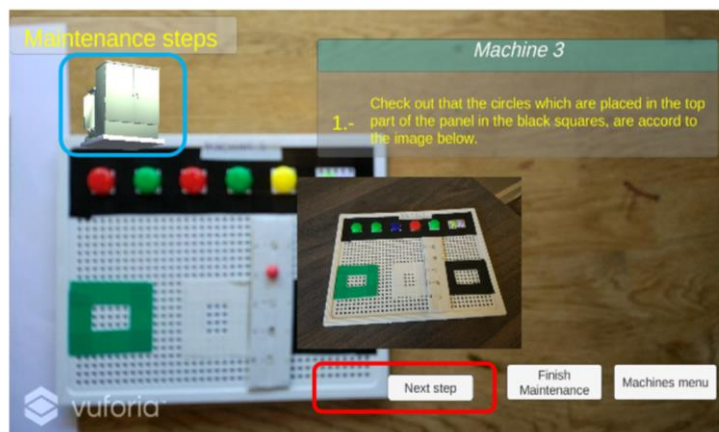 Maintenance steps
Machine 3
1.- Check out that the circles which are placed in the top
part of the panel in the black squares, are accord to
the image below.
Next step
Finish
Maintenance
Machines menu
vuforia